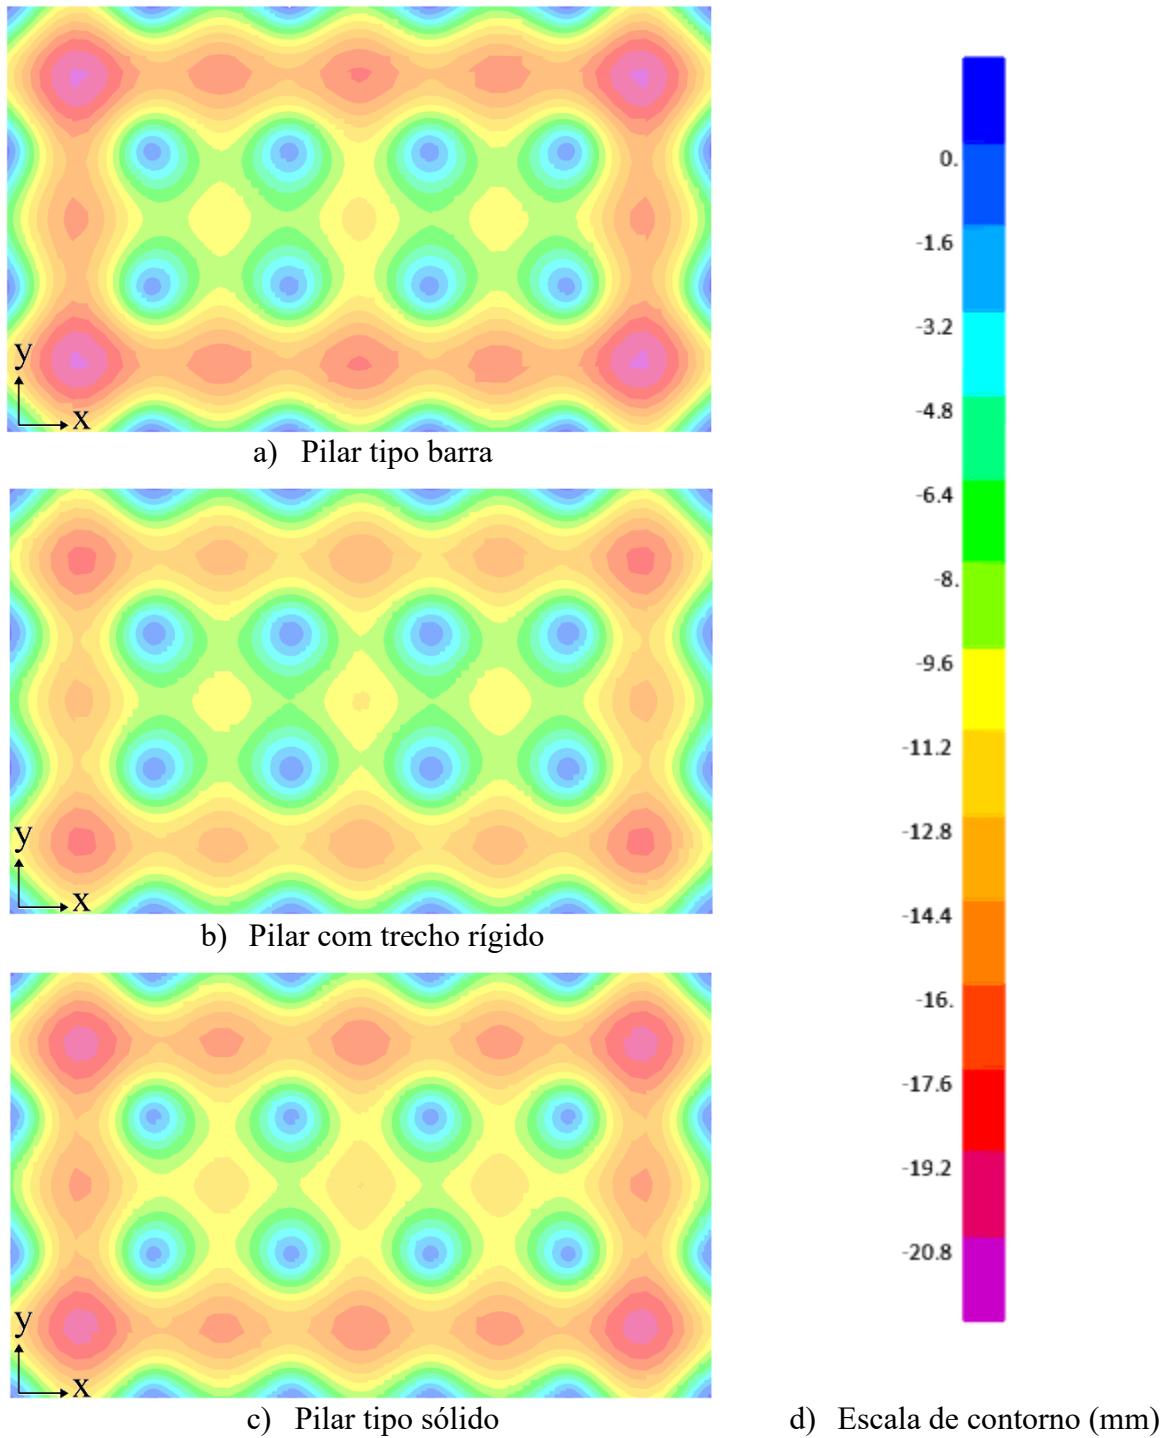 y
x
a) Pilar tipo barra
y
x
b) Pilar com trecho rígido
y
x
c) Pilar tipo sólido
0.
-1.6
-3.2
-4.8
-6.4
-8.
-9.6
-11.2
-12.8
-14.4
-16.
-17.6
-19.2
-20.8
d) Escala de contorno (mm)